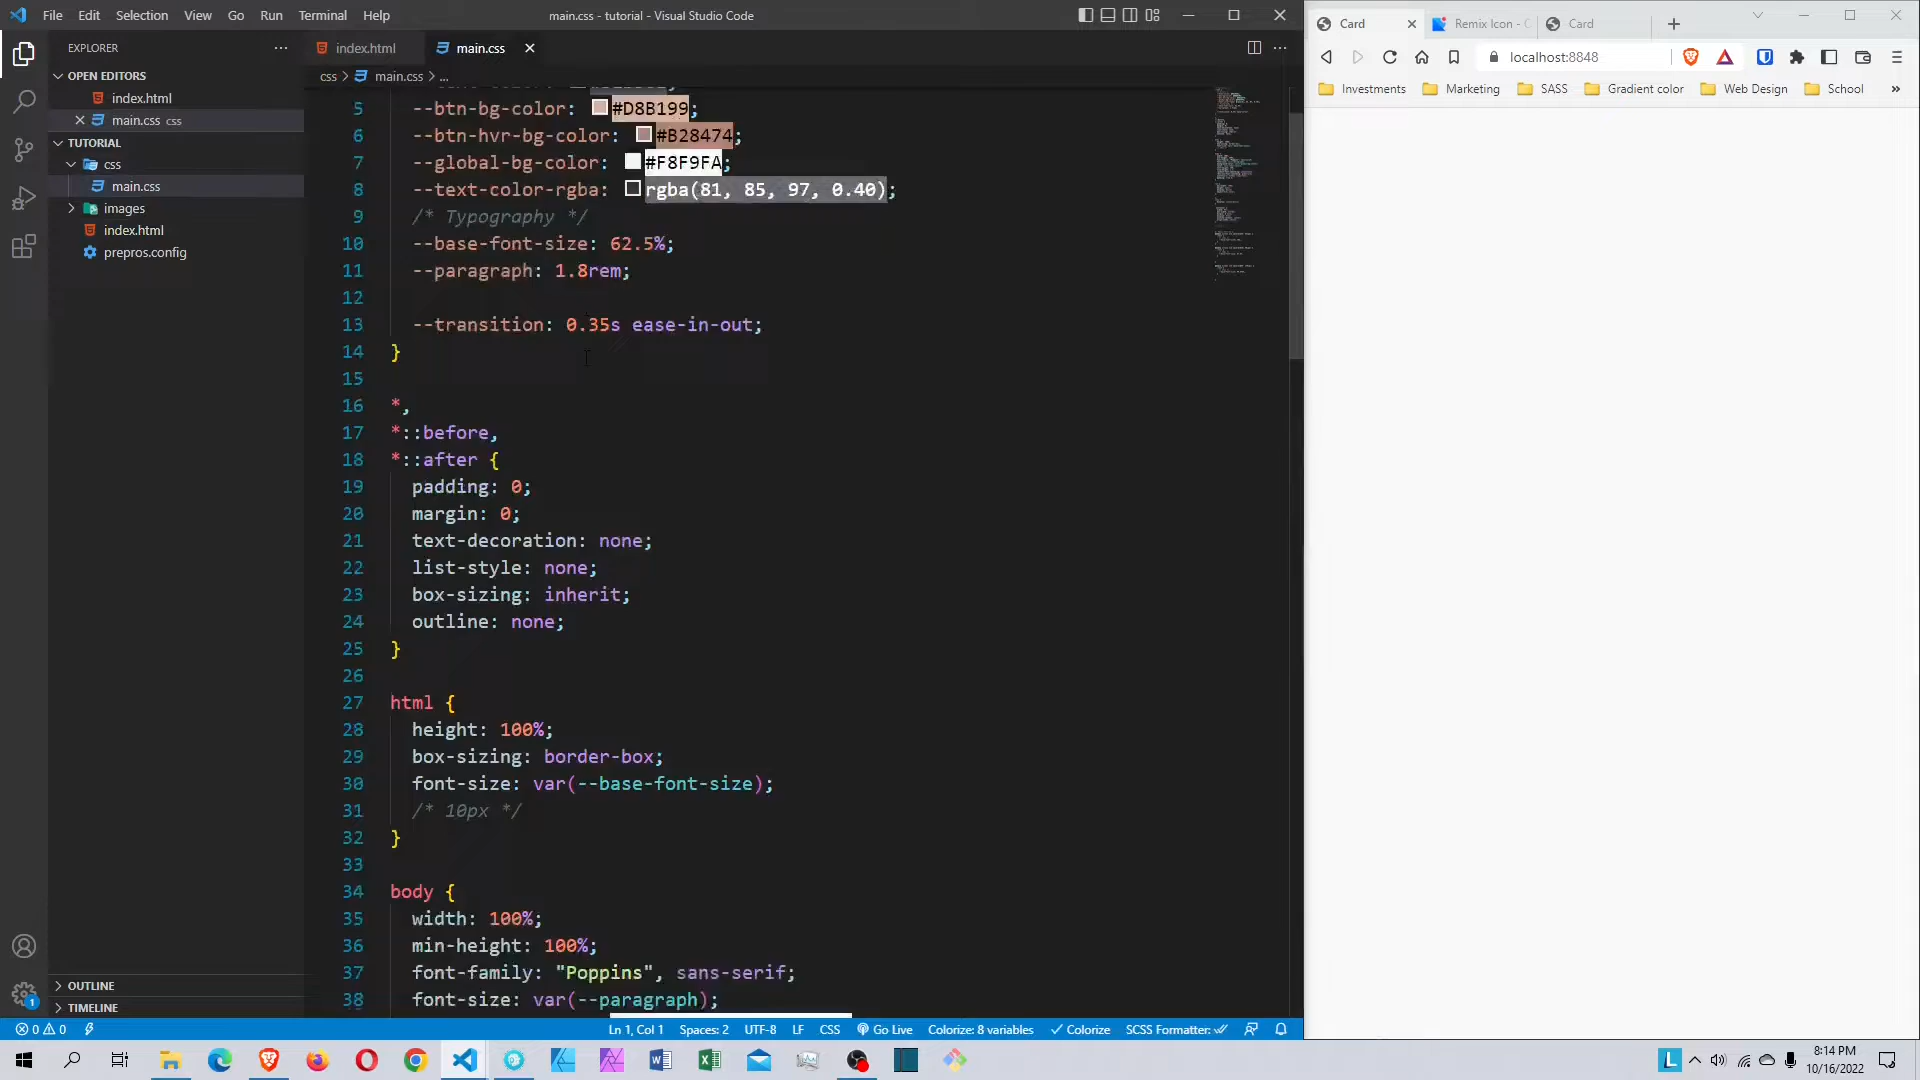 File Edit Selection View Go Run Terminal Help
main.css - tutorial - Visual Studio Code
EXPLORER
OPEN EDITORS
index.html
main.css css
TUTORIAL
css
main.css
images
index.html
prepros.config
OUTLINE
TIMELINE
1
index.html
main.css
css > main.css > ...
5 --btn-bg-color: #D8B199;
6 --btn-hvr-bg-color: #B28474;
7 --global-bg-color: #F8F9FA;
8 --text-color-rgba: rgba(81, 85, 97, 0.40);
9 /* Typography */
10 --base-font-size: 62.5%;
11 --paragraph: 1.8rem;
12
13 --transition: 0.35s ease-in-out;
14 }
15
16 *,
17 *::before,
18 *::after {
19 padding: 0;
20 margin: 0;
21 text-decoration: none;
22 list-style: none;
23 box-sizing: inherit;
24 outline: none;
25 }
26
27 html {
28 height: 100%;
29 box-sizing: border-box;
30 font-size: var(--base-font-size);
31 /* 10px */
32 }
33
34 body {
35 width: 100%;
36 min-height: 100%;
37 font-family: "Poppins", sans-serif;
38 font-size: var(--paragraph);
0 0 Ln 1, Col 1 Spaces: 2 UTF-8 LF CSS Go Live Colorize: 8 variables Colorize SCSS Formatter:
Card Remix Icon - Card
localhost:8848
Investments Marketing SASS Gradient color Web Design School »
L 8:14 PM
10/16/2022